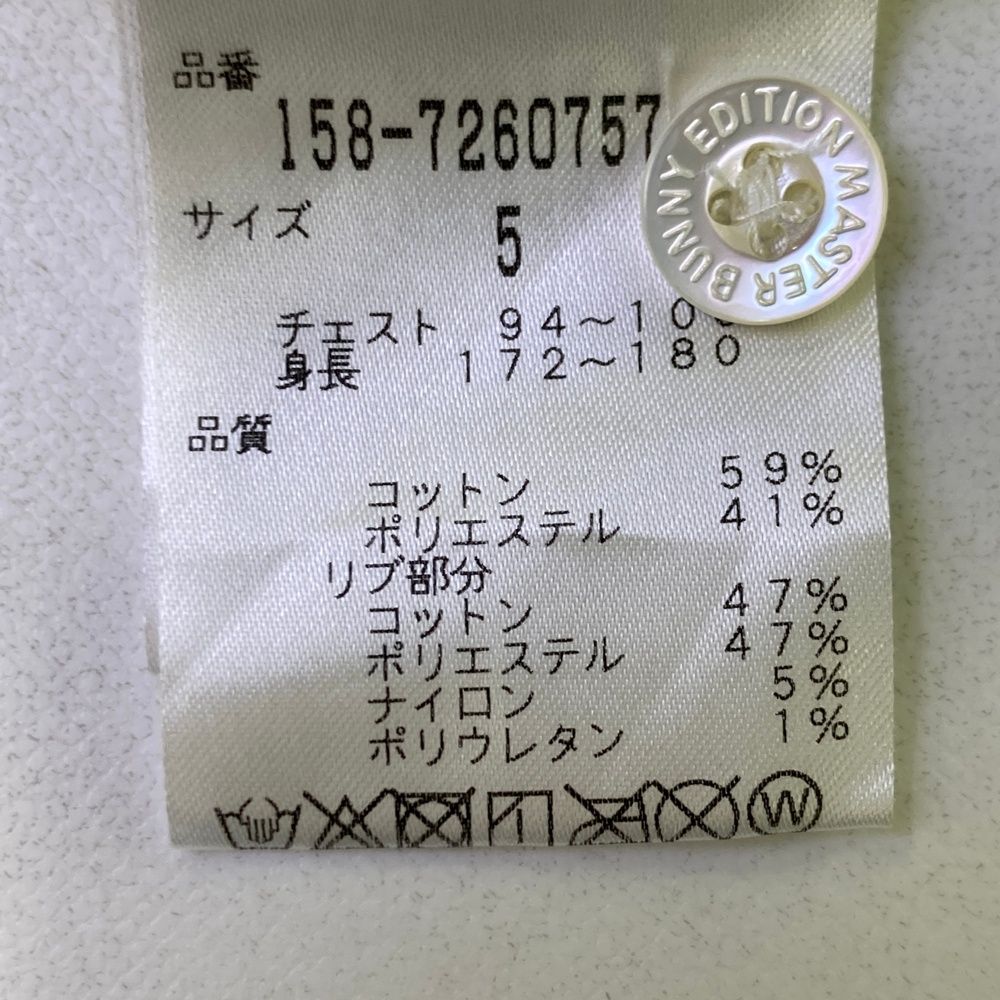 品番
158-7260757
サイズ 5
チェスト 94～10
身長 172～180
品質
コットン 59%
ポリエステル 41%
リブ部分
コットン 47%
ポリエステル 47%
ナイロン 5%
ポリウレタン 1%
W
MASTER BUNNY EDITION